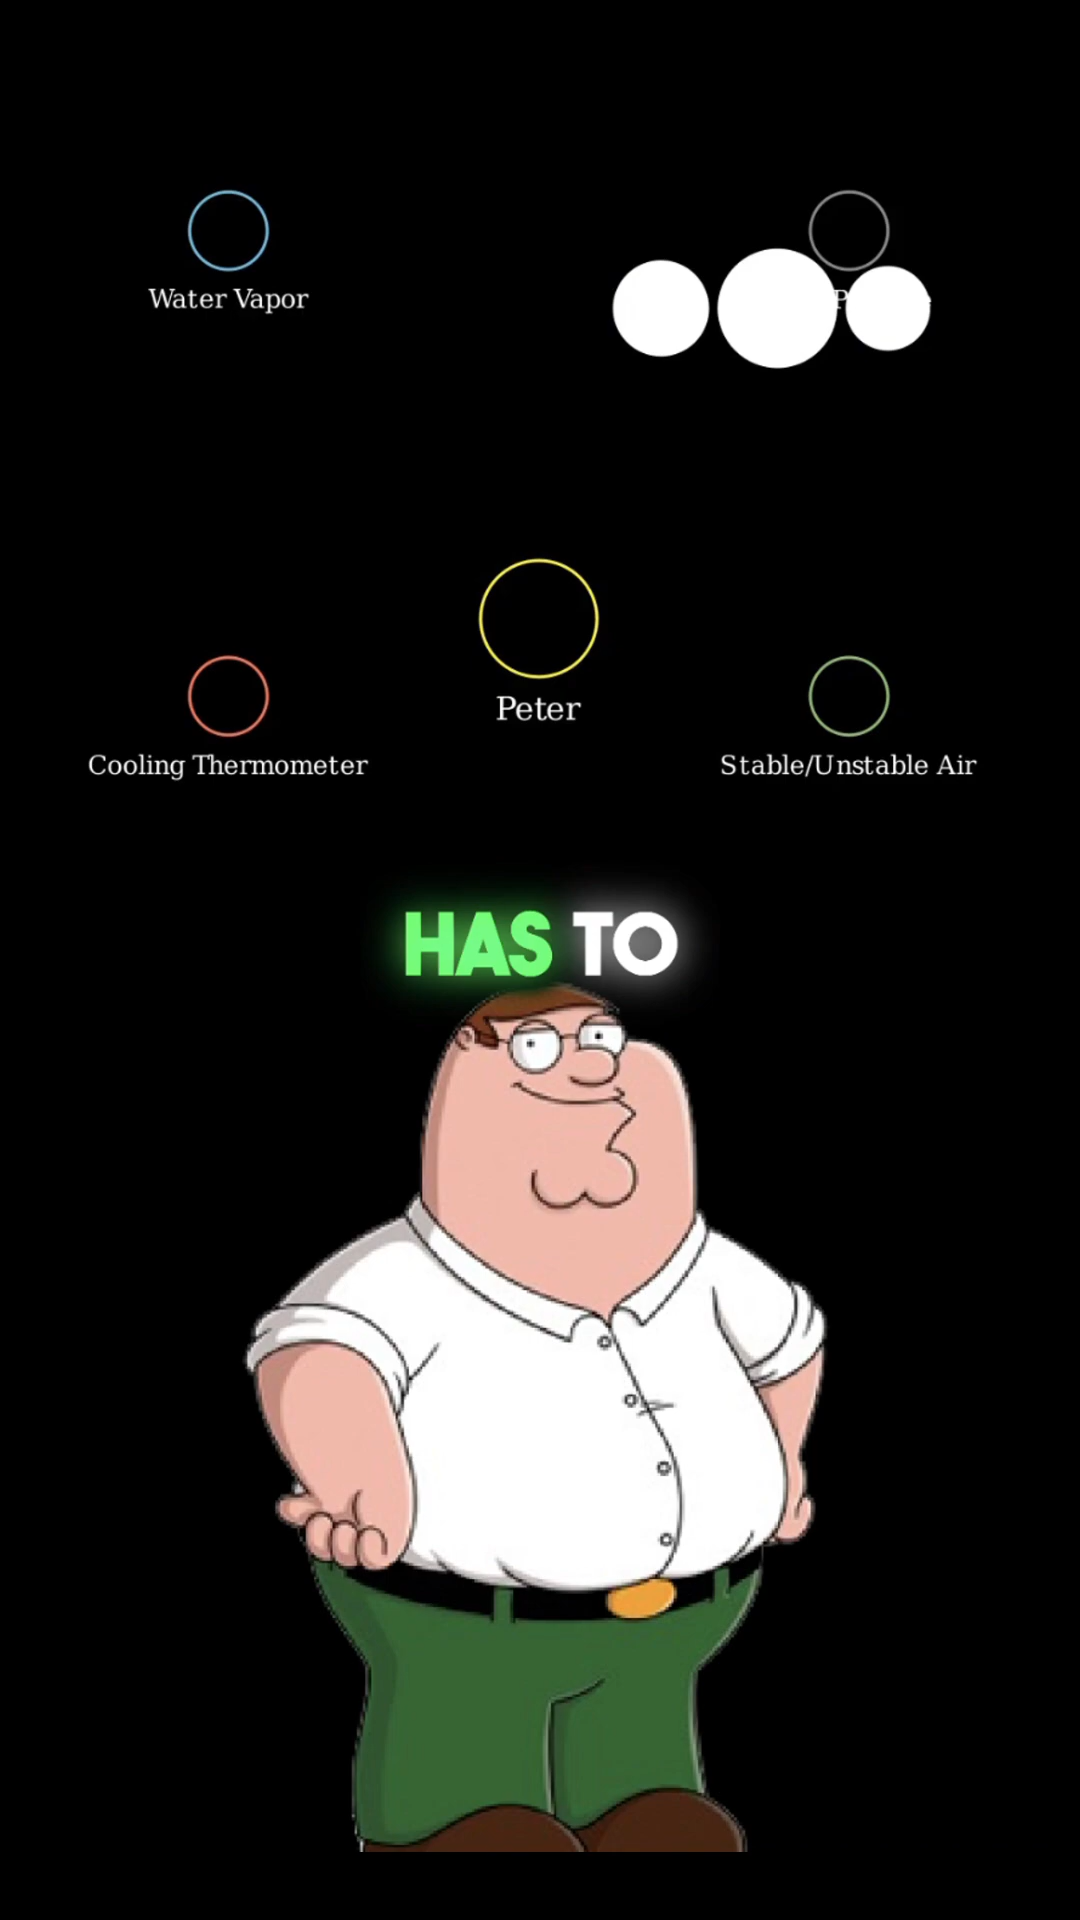 Water Vapor
Peter
Cooling Thermometer
Stable/Unstable Air
HAS TO